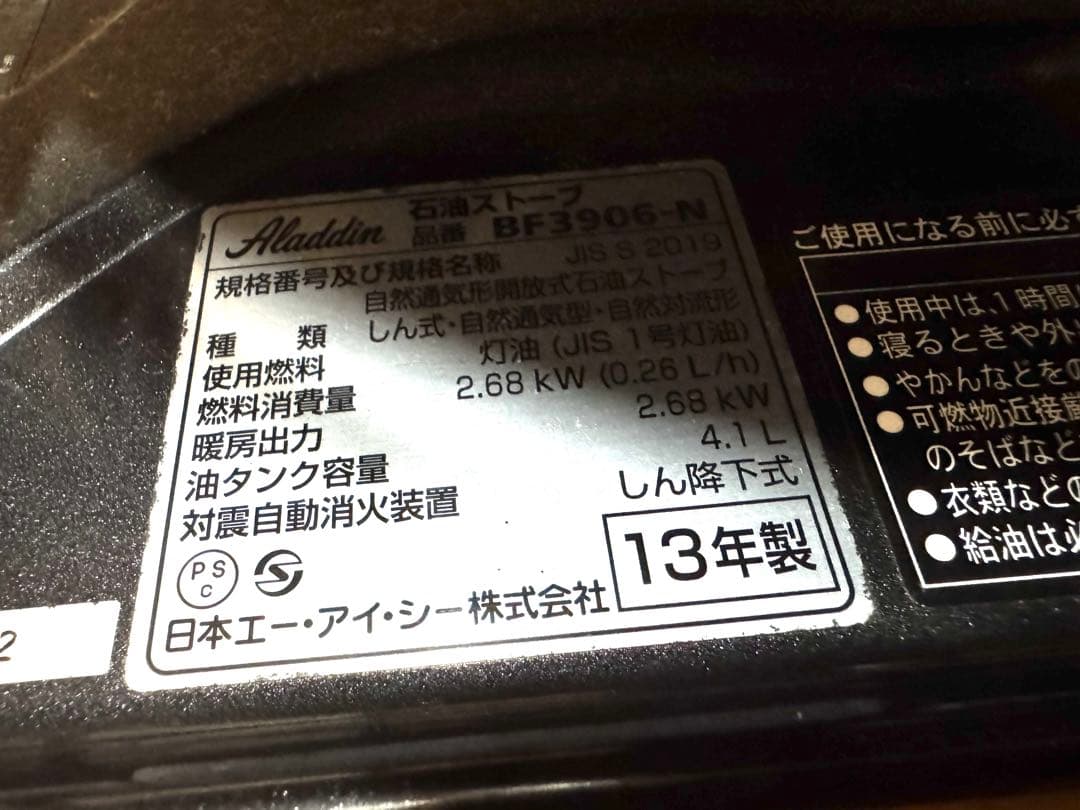 Aladdin 石油ストーブ
品番 BF3906-N
規格番号及び規格名称 JIS S 2019
自然通気形開放式石油ストーブ
種類 しん式・自然通気型・自然対流形
使用燃料 灯油(JIS 1号灯油)
燃料消費量 2.68 kW (0.26 L/h)
暖房出力 2.68 kW
油タンク容量 4.1 L
対震自動消火装置 しん降下式
PS
C
S
13年製
日本エー・アイ・シー株式会社
2
ご使用になる前に必ず
●使用中は、1時間
●寝るときや外
●やかんなどをの
●可燃物近接
のそばなど
●衣類などの
●給油は必